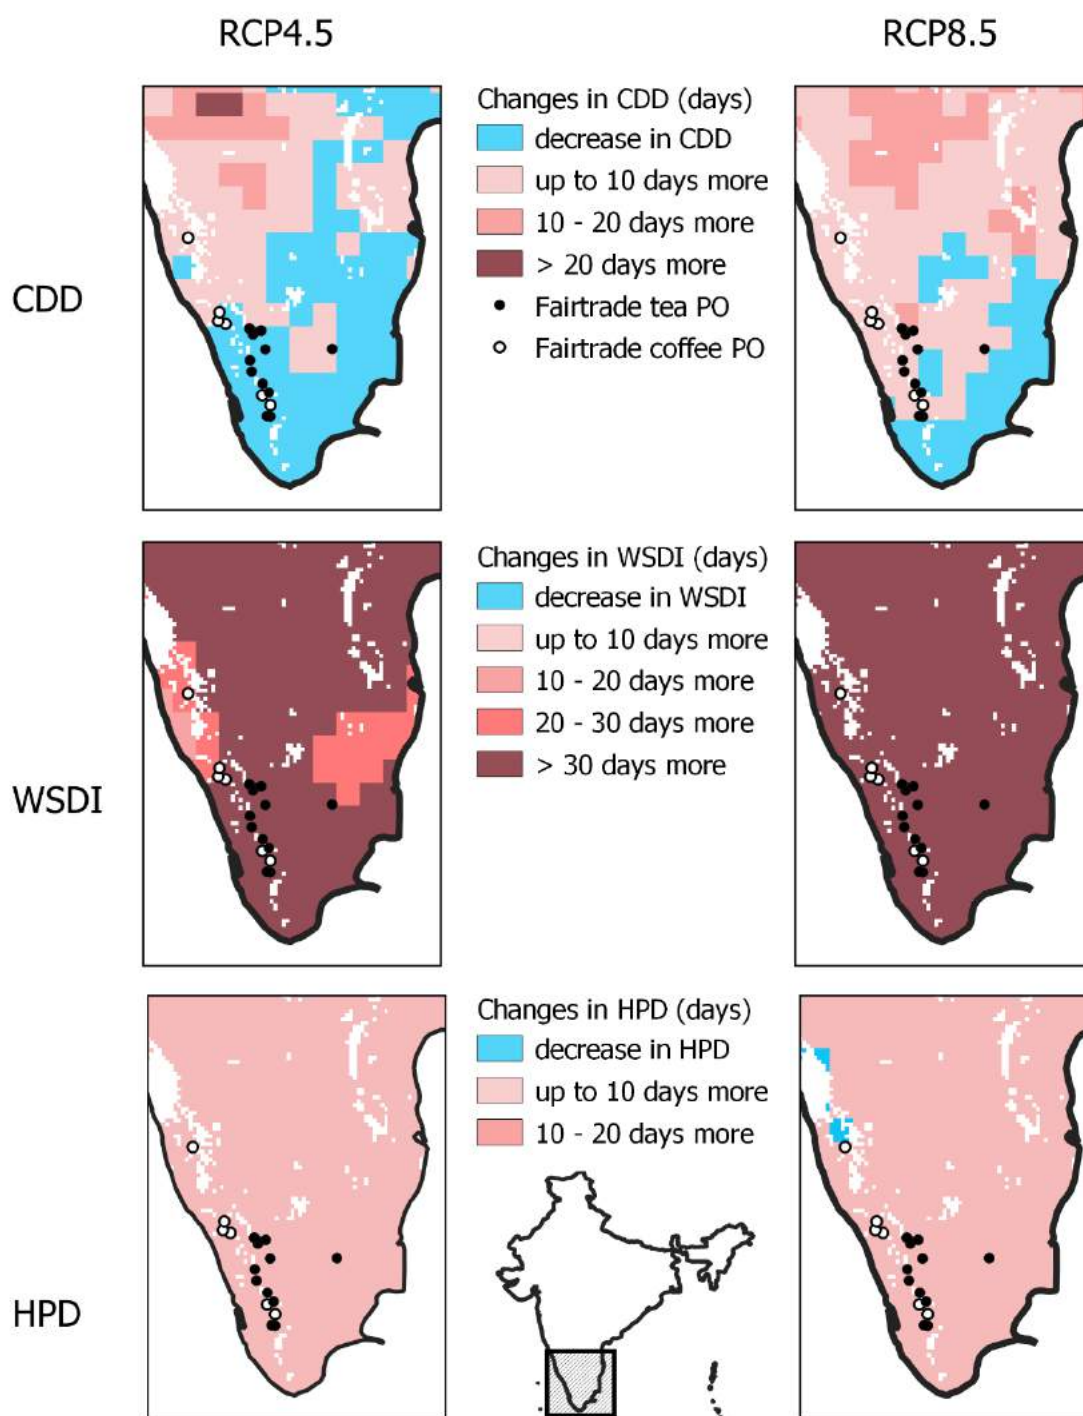 RCP4.5
RCP8.5
CDD
Changes in CDD (days)
decrease in CDD
up to 10 days more
10 - 20 days more
> 20 days more
Fairtrade tea PO
Fairtrade coffee PO
WSDI
Changes in WSDI (days)
decrease in WSDI
up to 10 days more
10 - 20 days more
20 - 30 days more
> 30 days more
HPD
Changes in HPD (days)
decrease in HPD
up to 10 days more
10 - 20 days more